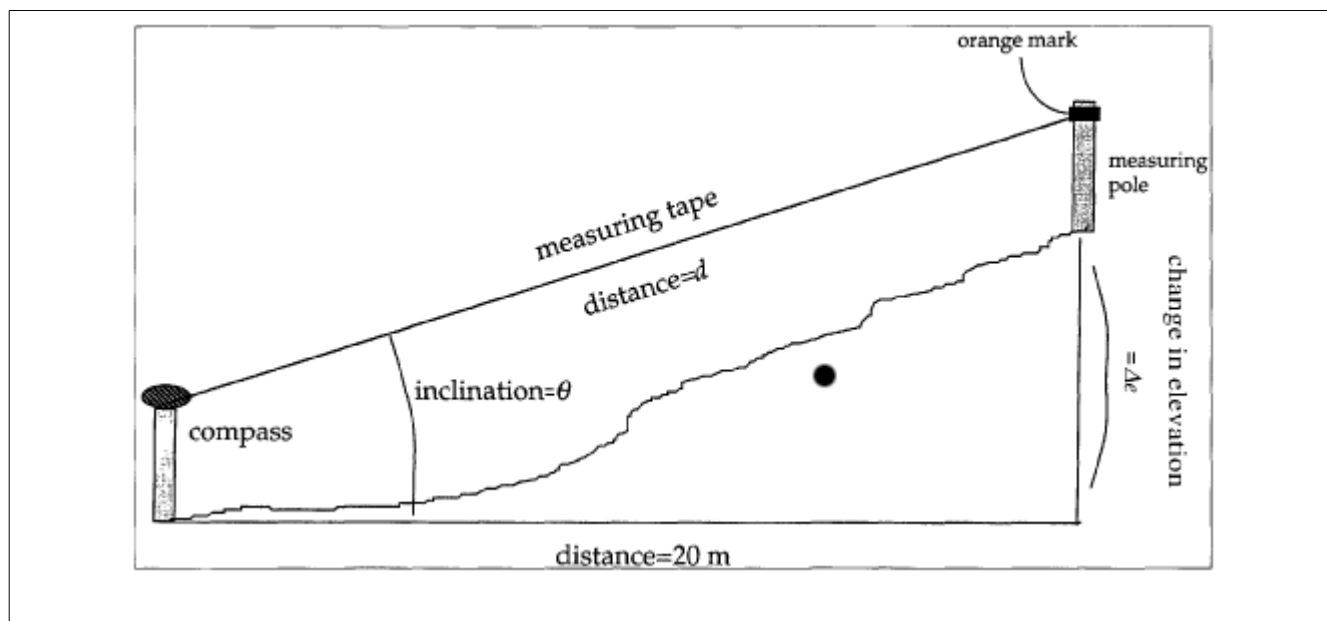 orange mark
measuring
pole
measuring tape
distance=d
change in elevation
= Δe
inclination=θ
compass
distance=20 m